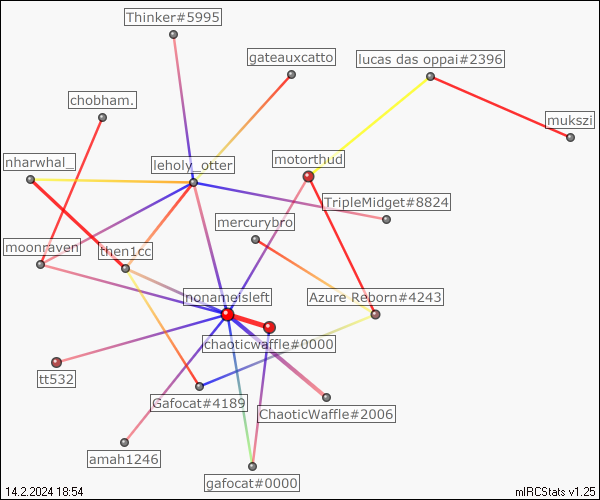 Thinker#5995
gateauxcatto
lucas das oppai#2396
chobham.
mukszi
nharwhal_
leholy_otter
motorthud
TripleMidget#8824
mercurybro
moonraven
then1cc
nonameisleft
Azure Reborn#4243
chaoticwaffle#0000
tt532
Gafocat#4189
ChaoticWaffle#2006
amah1246
gafocat#0000
14.2.2024 18:54
mIRCStats v1.25